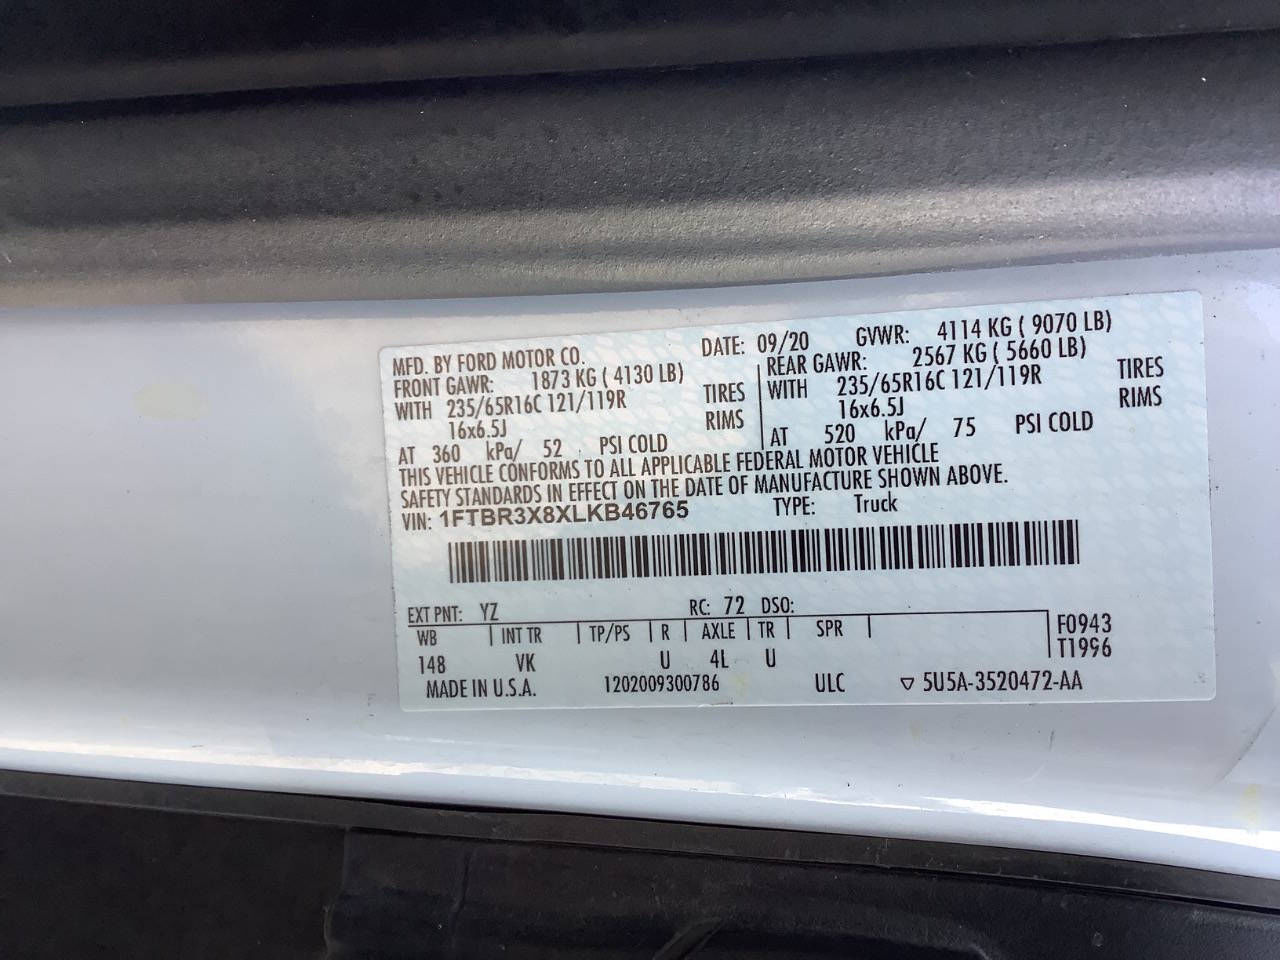 MFD. BY FORD MOTOR CO. DATE: 09/20 GVWR: 4114 KG ( 9070 LB)
FRONT GAWR: 1873 KG ( 4130 LB) REAR GAWR: 2567 KG ( 5660 LB)
WITH 235/65R16C 121/119R TIRES WITH 235/65R16C 121/119R TIRES
16x6.5J RIMS 16x6.5J RIMS
AT 360 kPa/ 52 PSI COLD AT 520 kPa/ 75 PSI COLD
THIS VEHICLE CONFORMS TO ALL APPLICABLE FEDERAL MOTOR VEHICLE
SAFETY STANDARDS IN EFFECT ON THE DATE OF MANUFACTURE SHOWN ABOVE.
VIN: 1FTBR3X8XLKB46765 TYPE: Truck
EXT PNT: YZ RC: 72 DSO:
WB INT TR TP/PS R AXLE TR SPR F0943
148 VK U 4L U T1996
MADE IN U.S.A. 1202009300786 ULC ▽ 5U5A-3520472-AA